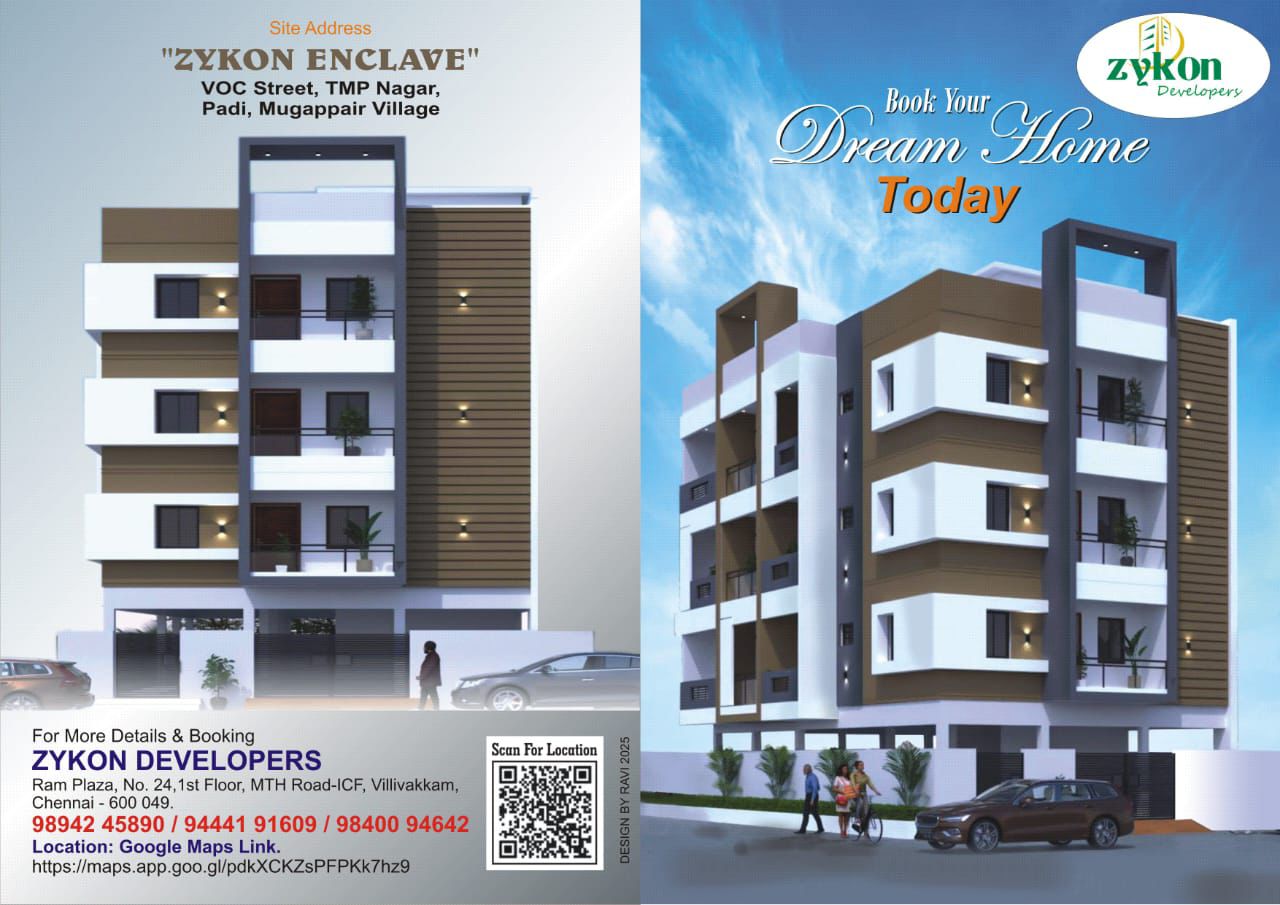 Site Address
"ZYKON ENCLAVE"
VOC Street, TMP Nagar,
Padi, Mugappair Village
For More Details & Booking
ZYKON DEVELOPERS
Ram Plaza, No. 24,1st Floor, MTH Road-ICF, Villivakkam,
Chennai - 600 049.
98942 45890 / 94441 91609 / 98400 94642
Location: Google Maps Link.
https://maps.app.goo.gl/pdkXCKZsPFPKk7hz9
Scan For Location
DESIGN BY RAVI 2025
zykon
Developers
Book Your
Dream Home
Today